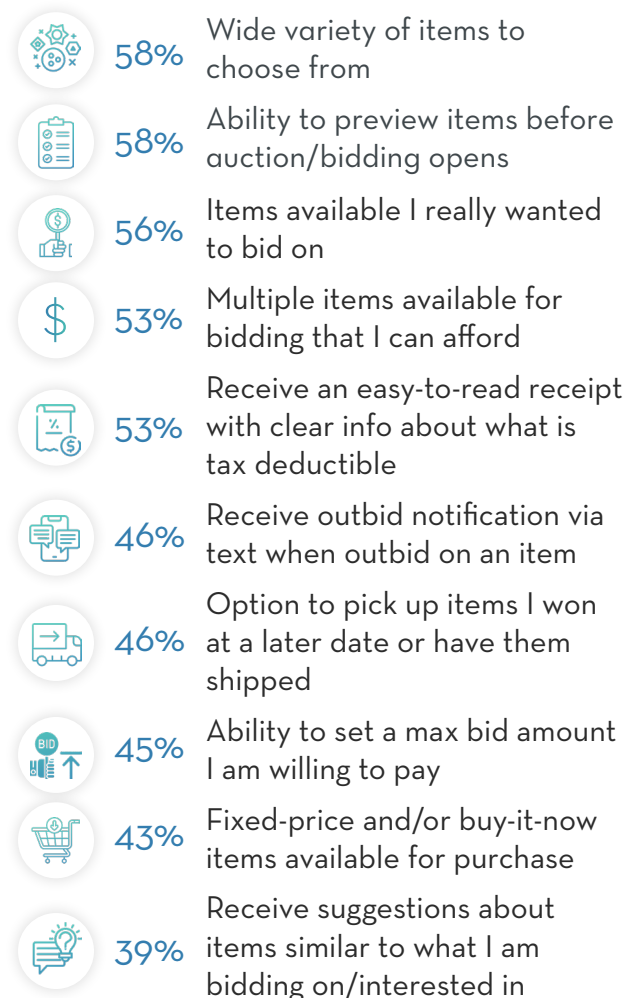 58%
Wide variety of items to
choose from
58%
Ability to preview items before
auction/bidding opens
$
56%
Items available I really wanted
to bid on
$
53%
Multiple items available for
bidding that I can afford
%
$
53%
Receive an easy-to-read receipt
with clear info about what is
tax deductible
46%
Receive outbid notification via
text when outbid on an item
46%
Option to pick up items I won
at a later date or have them
shipped
BID
45%
Ability to set a max bid amount
I am willing to pay
43%
Fixed-price and/or buy-it-now
items available for purchase
?
39%
Receive suggestions about
items similar to what I am
bidding on/interested in